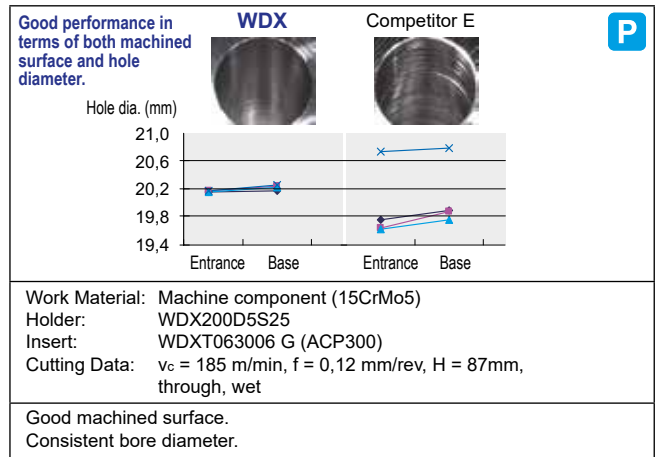 Good performance in
terms of both machined
surface and hole
diameter.
WDX
Competitor E
P
Hole dia. (mm)
21,0
20,6
20,2
19,8
19,4
Entrance Base
Entrance Base
Work Material: Machine component (15CrMo5)
Holder: WDX200D5S25
Insert: WDXT063006 G (ACP300)
Cutting Data: vc = 185 m/min, f = 0,12 mm/rev, H = 87mm,
through, wet
Good machined surface.
Consistent bore diameter.